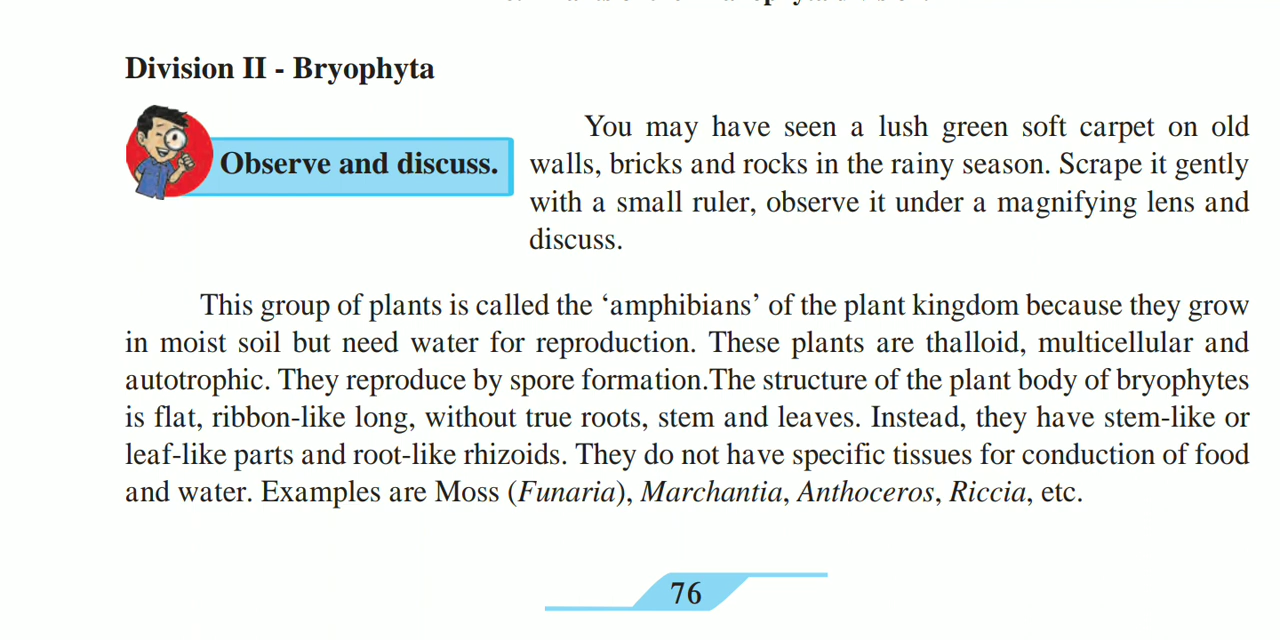 Division II - Bryophyta
Observe and discuss.
You may have seen a lush green soft carpet on old
walls, bricks and rocks in the rainy season. Scrape it gently
with a small ruler, observe it under a magnifying lens and
discuss.
This group of plants is called the ‘amphibians’ of the plant kingdom because they grow
in moist soil but need water for reproduction. These plants are thalloid, multicellular and
autotrophic. They reproduce by spore formation.The structure of the plant body of bryophytes
is flat, ribbon-like long, without true roots, stem and leaves. Instead, they have stem-like or
leaf-like parts and root-like rhizoids. They do not have specific tissues for conduction of food
and water. Examples are Moss (Funaria), Marchantia, Anthoceros, Riccia, etc.
76